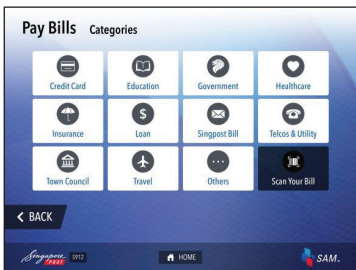 Pay Bills Categories
Credit Card Education Government Healthcare
$
Insurance Loan Singpost Bill Telcos & Utility
Town Council Travel Others Scan Your Bill
< BACK
Singapore POST S912 HOME SAM